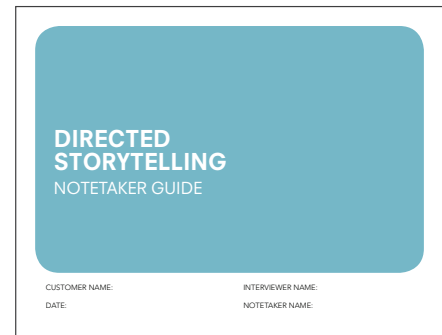 DIRECTED
STORYTELLING
NOTETAKER GUIDE
CUSTOMER NAME:
INTERVIEWER NAME:
DATE:
NOTETAKER NAME: